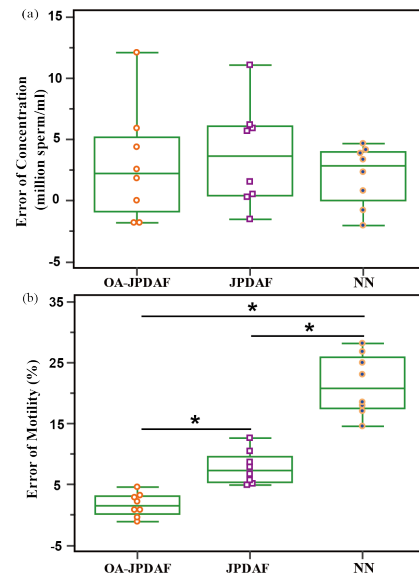 (a)
15
10
5
0
-5
Error of Concentration
(million sperm/ml)
OA-JPDAF JPDAF NN
(b)
35
25
15
5
-5
Error of Motility (%)
*
*
*
OA-JPDAF JPDAF NN